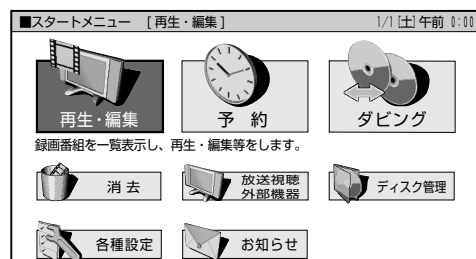 ■スタートメニュー [再生・編集] 1/1[土]午前 0:00
再生・編集
予 約
ダビング
録画番組を一覧表示し、再生・編集等をします。
消 去
放送視聴
外部機器
ディスク管理
各種設定
お知らせ